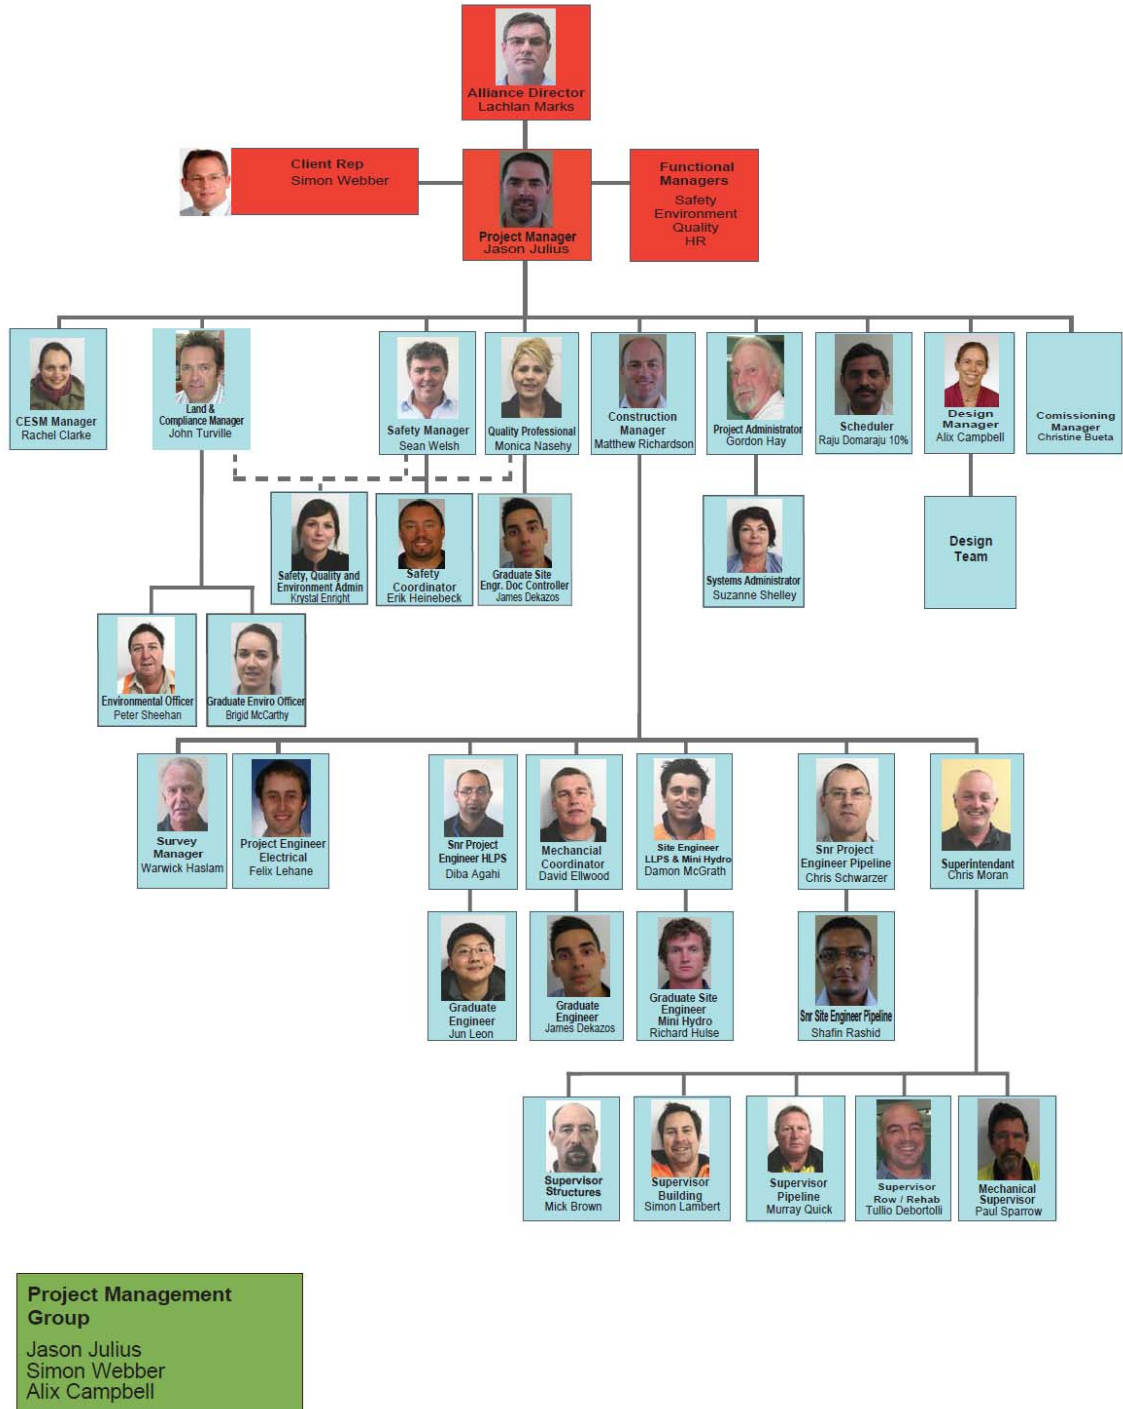 Alliance Director
Lachlan Marks
Client Rep
Simon Webber
Project Manager
Jason Julius
Functional
Managers
Safety
Environment
Quality
HR
CESM Manager
Rachel Clarke
Land &
Compliance Manager
John Turville
Safety Manager
Sean Welsh
Quality Professional
Monica Nasehy
Construction
Manager
Matthew Richardson
Project Administrator
Gordon Hay
Scheduler
Raju Domaraju 10%
Design
Manager
Alix Campbell
Comissioning
Manager
Christine Bueta
Safety, Quality and
Environment Admin
Krystal Enright
Safety
Coordinator
Erik Heinebeck
Graduate Site
Engr. Doc Controller
James Dekazos
Systems Administrator
Suzanne Shelley
Design
Team
Environmental Officer
Peter Sheehan
Graduate Enviro Officer
Brigid McCarthy
Survey
Manager
Warwick Haslam
Project Engineer
Electrical
Felix Lehane
Snr Project
Engineer HLPS
Diba Agahi
Mechancial
Coordinator
David Ellwood
Site Engineer
LLPS & Mini Hydro
Damon McGrath
Snr Project
Engineer Pipeline
Chris Schwarzer
Superintendant
Chris Moran
Graduate
Engineer
Jun Leon
Graduate
Engineer
James Dekazos
Graduate Site
Engineer
Mini Hydro
Richard Hulse
Snr Site Engineer Pipeline
Shafin Rashid
Supervisor
Structures
Mick Brown
Supervisor
Building
Simon Lambert
Supervisor
Pipeline
Murray Quick
Supervisor
Row / Rehab
Tullio Debortolli
Mechanical
Supervisor
Paul Sparrow
Project Management
Group
Jason Julius
Simon Webber
Alix Campbell